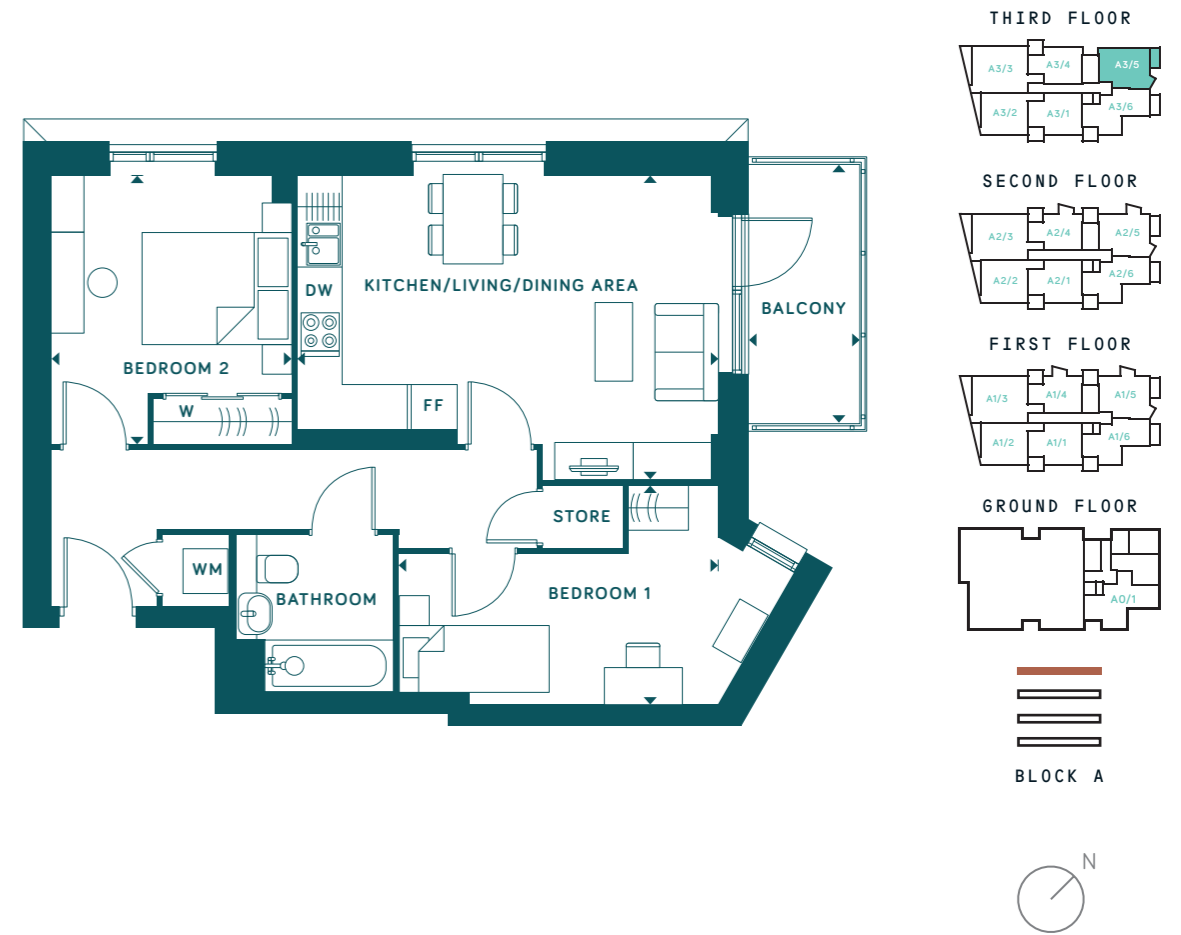 KITCHEN/LIVING/DINING AREA
DW
BALCONY
BEDROOM 2
W
FF
STORE
WM
BATHROOM
BEDROOM 1
THIRD FLOOR
A3/3
A3/4
A3/5
A3/2
A3/1
A3/6
SECOND FLOOR
A2/3
A2/4
A2/5
A2/2
A2/1
A2/6
FIRST FLOOR
A1/3
A1/4
A1/5
A1/2
A1/1
A1/6
GROUND FLOOR
A0/1
BLOCK A
N